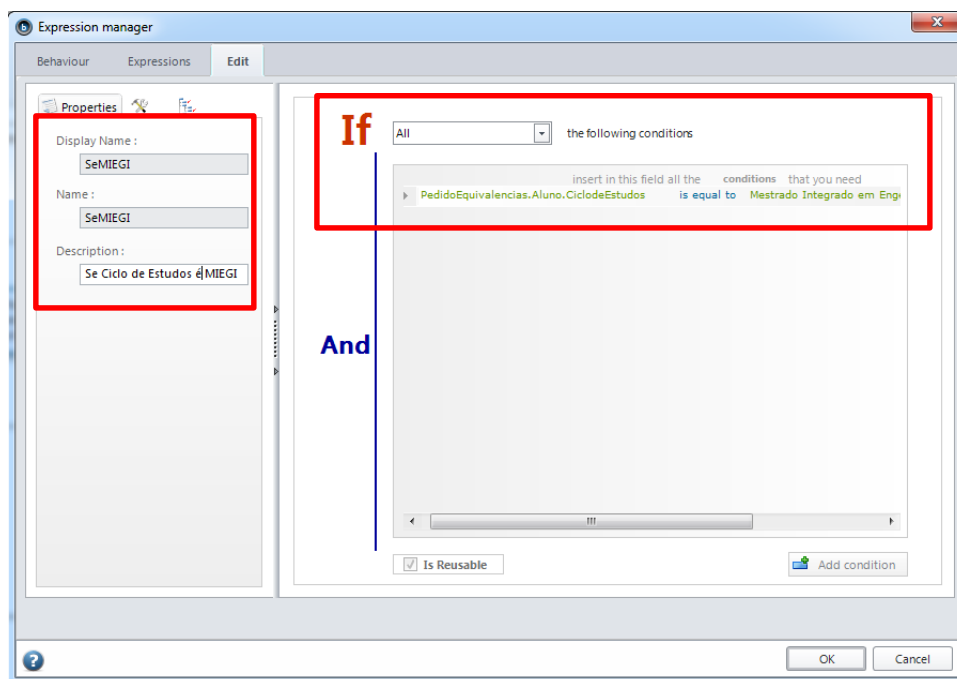 Expression manager
Behaviour Expressions Edit
Properties
Display Name :
SeMIEGI
Name :
SeMIEGI
Description :
Se Ciclo de Estudos é MIEGI
If All the following conditions
insert in this field all the conditions that you need
PedidoEquivalencias.Aluno.CiclodeEstudos is equal to Mestrado Integrado em Enge
And
Is Reusable
Add condition
OK Cancel